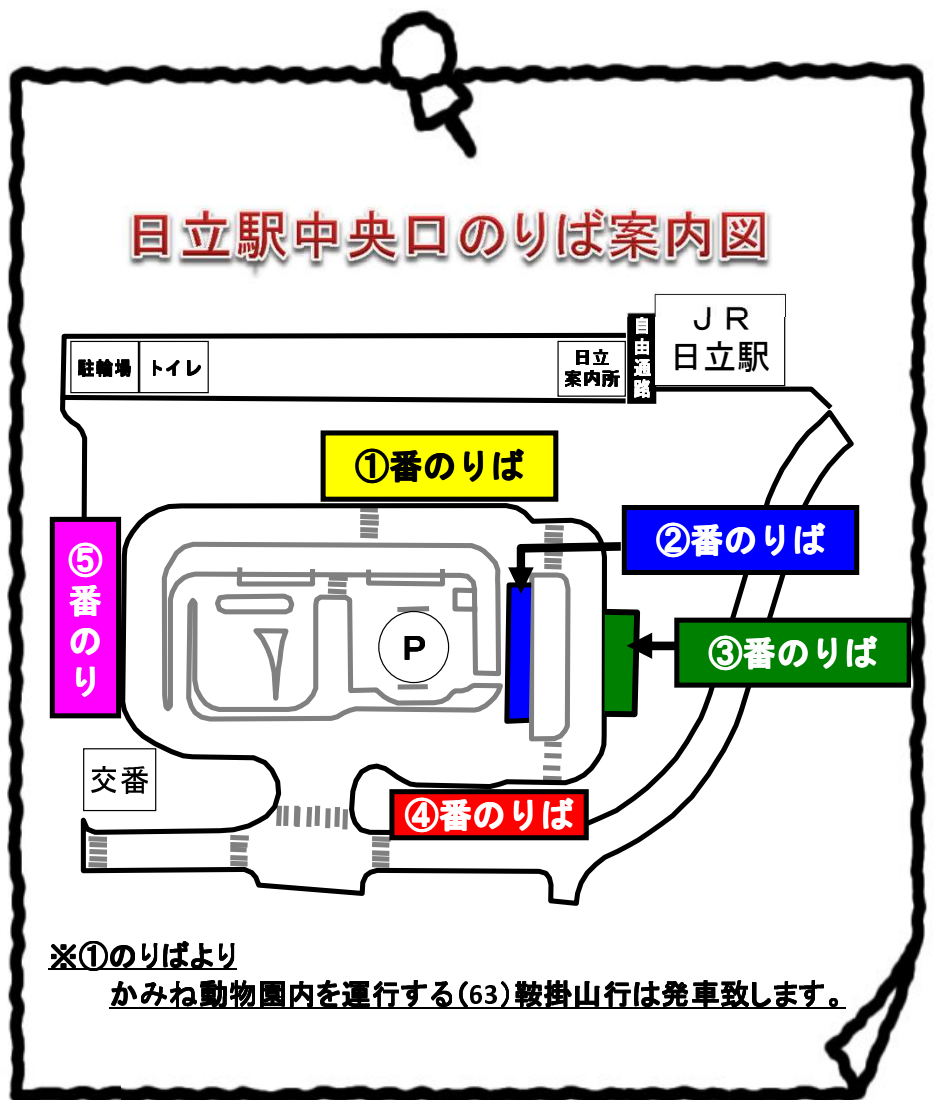 日立駅中央口のりば案内図
JR
日立駅
自由通路
駐輪場
トイレ
日立
案内所
①番のりば
②番のりば
③番のりば
⑤番のり
P
交番
④番のりば
※①のりばより
かみね動物園内を運行する(63)鞍掛山行は発車致します。